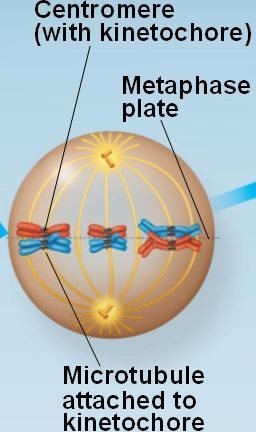 Centromere
(with kinetochore)
Metaphase
plate
Microtubule
attached to
kinetochore